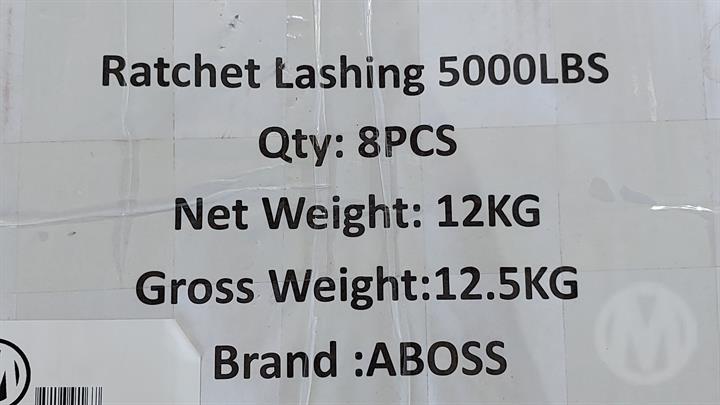 Ratchet Lashing 5000LBS
Qty: 8PCS
Net Weight: 12KG
Gross Weight:12.5KG
Brand :ABOSS